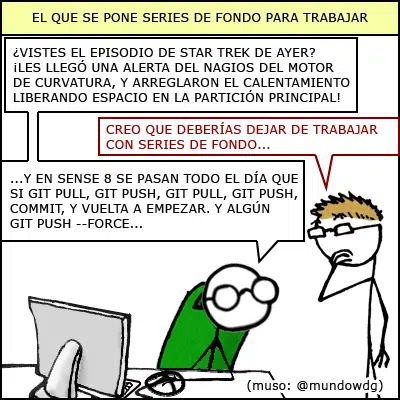 EL QUE SE PONE SERIES DE FONDO PARA TRABAJAR
¿VISTES EL EPISODIO DE STAR TREK DE AYER?
¡LES LLEGÓ UNA ALERTA DEL NAGIOS DEL MOTOR
DE CURVATURA, Y ARREGLARON EL CALENTAMIENTO
LIBERANDO ESPACIO EN LA PARTICIÓN PRINCIPAL!
CREO QUE DEBERÍAS DEJAR DE TRABAJAR
CON SERIES DE FONDO...
...Y EN SENSE 8 SE PASAN TODO EL DÍA QUE
SI GIT PULL, GIT PUSH, GIT PULL, GIT PUSH,
COMMIT, Y VUELTA A EMPEZAR. Y ALGÚN
GIT PUSH --FORCE...
(muso: @mundowdg)